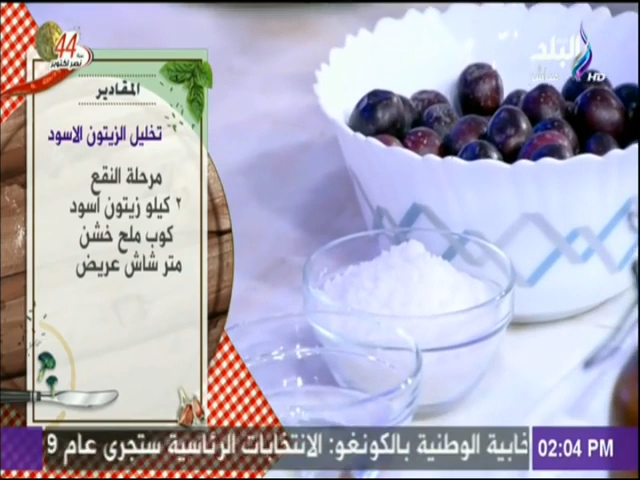 44 سنة
نصر أكتوبر
البلد
HD
المقادير
تخليل الزيتون الاسود
مرحلة النقع
٢ كيلو زيتون أسود
كوب ملح خشن
متر شاش عريض
خابية الوطنية بالكونغو: الانتخابات الرئاسية ستجرى عام 9
02:04 PM